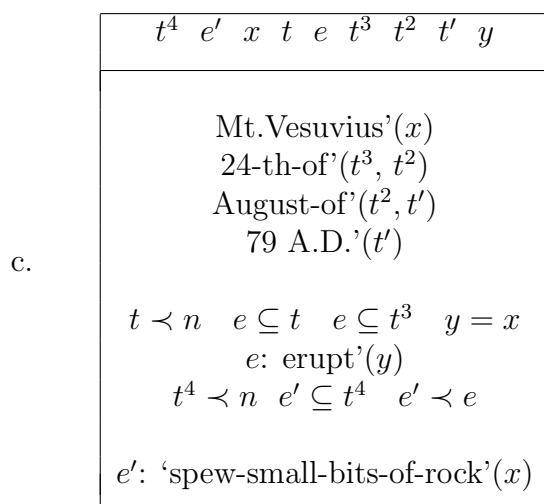 t⁴ e′ x t e t³ t² t′ y
Mt.Vesuvius’(x)
24-th-of’(t³, t²)
August-of’(t², t′)
79 A.D.’(t′)
c.
t ≺ n e ⊆ t e ⊆ t³ y = x
e: erupt’(y)
t⁴ ≺ n e′ ⊆ t⁴ e′ ≺ e
e′: ‘spew-small-bits-of-rock’(x)